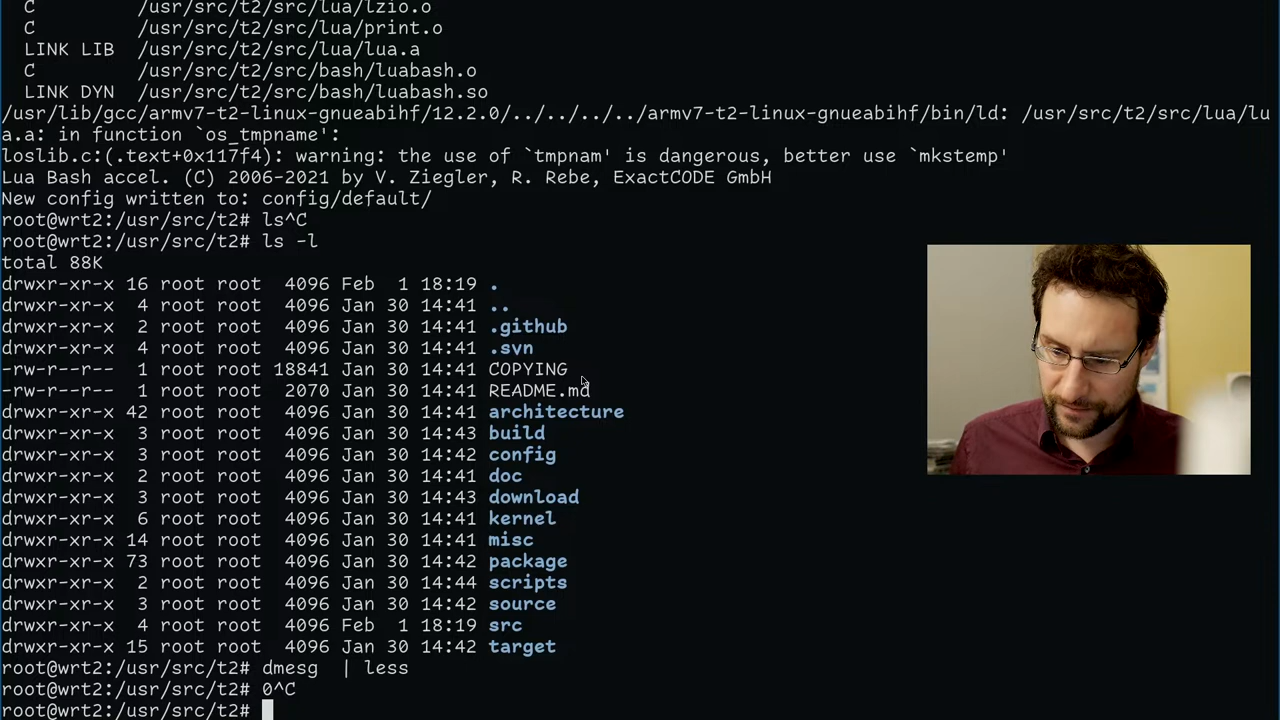 C        /usr/src/t2/src/lua/lzio.o
C        /usr/src/t2/src/lua/print.o
LINK LIB  /usr/src/t2/src/lua/lua.a
C        /usr/src/t2/src/bash/luabash.o
LINK DYN  /usr/src/t2/src/bash/luabash.so
/usr/lib/gcc/armv7-t2-linux-gnueabihf/12.2.0/../../../../armv7-t2-linux-gnueabihf/bin/ld: /usr/src/t2/src/lua/lu
a.a: in function `os_tmpname':
loslib.c:(.text+0x117f4): warning: the use of `tmpnam' is dangerous, better use `mkstemp'
Lua Bash accel. (C) 2006-2021 by V. Ziegler, R. Rebe, ExactCODE GmbH
New config written to: config/default/
root@wrt2:/usr/src/t2# ls^C
root@wrt2:/usr/src/t2# ls -l
total 88K
drwxr-xr-x 16 root root  4096 Feb  1 18:19 .
drwxr-xr-x  4 root root  4096 Jan 30 14:41 ..
drwxr-xr-x  2 root root  4096 Jan 30 14:41 .github
drwxr-xr-x  4 root root  4096 Jan 30 14:41 .svn
-rw-r--r--  1 root root 18841 Jan 30 14:41 COPYING
-rw-r--r--  1 root root  2070 Jan 30 14:41 README.md
drwxr-xr-x 42 root root  4096 Jan 30 14:41 architecture
drwxr-xr-x  3 root root  4096 Jan 30 14:43 build
drwxr-xr-x  3 root root  4096 Jan 30 14:42 config
drwxr-xr-x  2 root root  4096 Jan 30 14:41 doc
drwxr-xr-x  3 root root  4096 Jan 30 14:43 download
drwxr-xr-x  6 root root  4096 Jan 30 14:41 kernel
drwxr-xr-x 14 root root  4096 Jan 30 14:41 misc
drwxr-xr-x 73 root root  4096 Jan 30 14:42 package
drwxr-xr-x  2 root root  4096 Jan 30 14:44 scripts
drwxr-xr-x  3 root root  4096 Jan 30 14:42 source
drwxr-xr-x  4 root root  4096 Feb  1 18:19 src
drwxr-xr-x 15 root root  4096 Jan 30 14:42 target
root@wrt2:/usr/src/t2# dmesg  | less
root@wrt2:/usr/src/t2# 0^C
root@wrt2:/usr/src/t2#